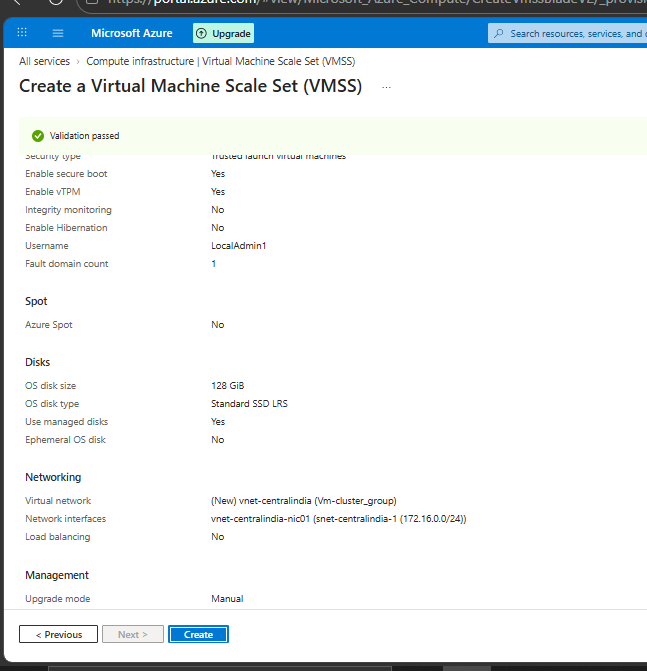 https://portal.azure.com/#view/Microsoft_Azure_Compute/CreateVmssBladeV2/_provisi
Microsoft Azure Upgrade Search resources, services, and
All services > Compute infrastructure | Virtual Machine Scale Set (VMSS)
Create a Virtual Machine Scale Set (VMSS) ...
Validation passed
Security type Trusted launch virtual machines
Enable secure boot Yes
Enable vTPM Yes
Integrity monitoring No
Enable Hibernation No
Username LocalAdmin1
Fault domain count 1
Spot
Azure Spot No
Disks
OS disk size 128 GiB
OS disk type Standard SSD LRS
Use managed disks Yes
Ephemeral OS disk No
Networking
Virtual network (New) vnet-centralindia (Vm-cluster_group)
Network interfaces vnet-centralindia-nic01 (snet-centralindia-1 (172.16.0.0/24))
Load balancing No
Management
Upgrade mode Manual
< Previous Next > Create